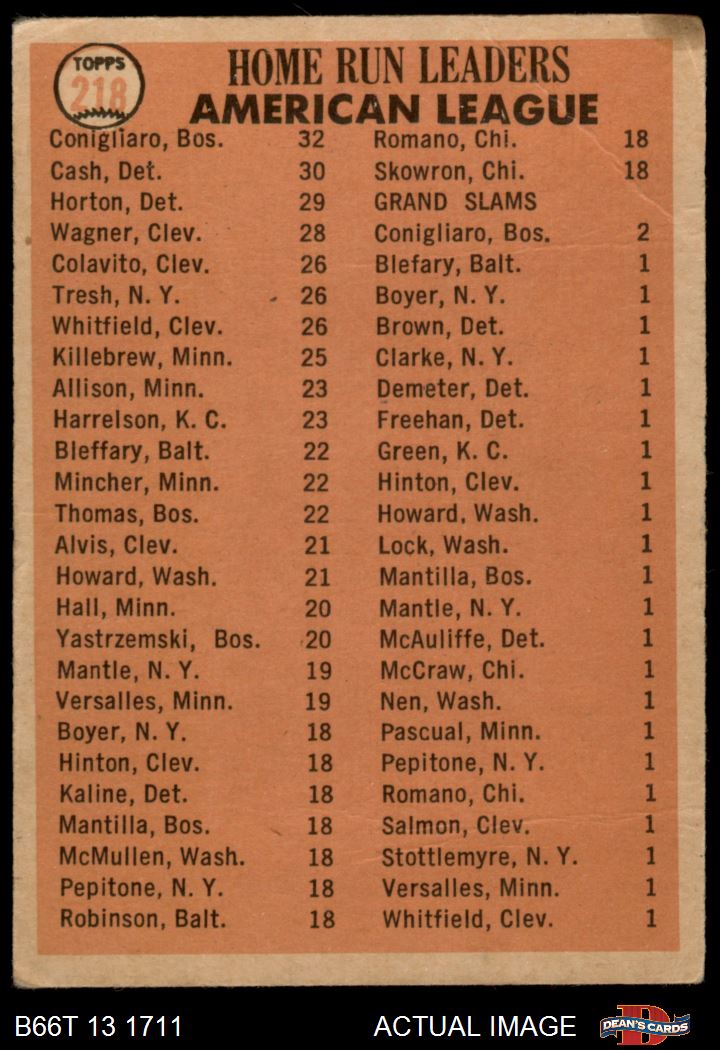 TOPPS
218
HOME RUN LEADERS
AMERICAN LEAGUE
Conigliaro, Bos. 32
Cash, Det. 30
Horton, Det. 29
Wagner, Clev. 28
Colavito, Clev. 26
Tresh, N. Y. 26
Whitfield, Clev. 26
Killebrew, Minn. 25
Allison, Minn. 23
Harrelson, K. C. 23
Bleffary, Balt. 22
Mincher, Minn. 22
Thomas, Bos. 22
Alvis, Clev. 21
Howard, Wash. 21
Hall, Minn. 20
Yastrzemski, Bos. 20
Mantle, N. Y. 19
Versalles, Minn. 19
Boyer, N. Y. 18
Hinton, Clev. 18
Kaline, Det. 18
Mantilla, Bos. 18
McMullen, Wash. 18
Pepitone, N. Y. 18
Robinson, Balt. 18
Romano, Chi. 18
Skowron, Chi. 18
GRAND SLAMS
Conigliaro, Bos. 2
Blefary, Balt. 1
Boyer, N. Y. 1
Brown, Det. 1
Clarke, N. Y. 1
Demeter, Det. 1
Freehan, Det. 1
Green, K. C. 1
Hinton, Clev. 1
Howard, Wash. 1
Lock, Wash. 1
Mantilla, Bos. 1
Mantle, N. Y. 1
McAuliffe, Det. 1
McCraw, Chi. 1
Nen, Wash. 1
Pascual, Minn. 1
Pepitone, N. Y. 1
Romano, Chi. 1
Salmon, Clev. 1
Stottlemyre, N. Y. 1
Versalles, Minn. 1
Whitfield, Clev. 1
B66T 13 1711
ACTUAL IMAGE
D
DEAN'S CARDS